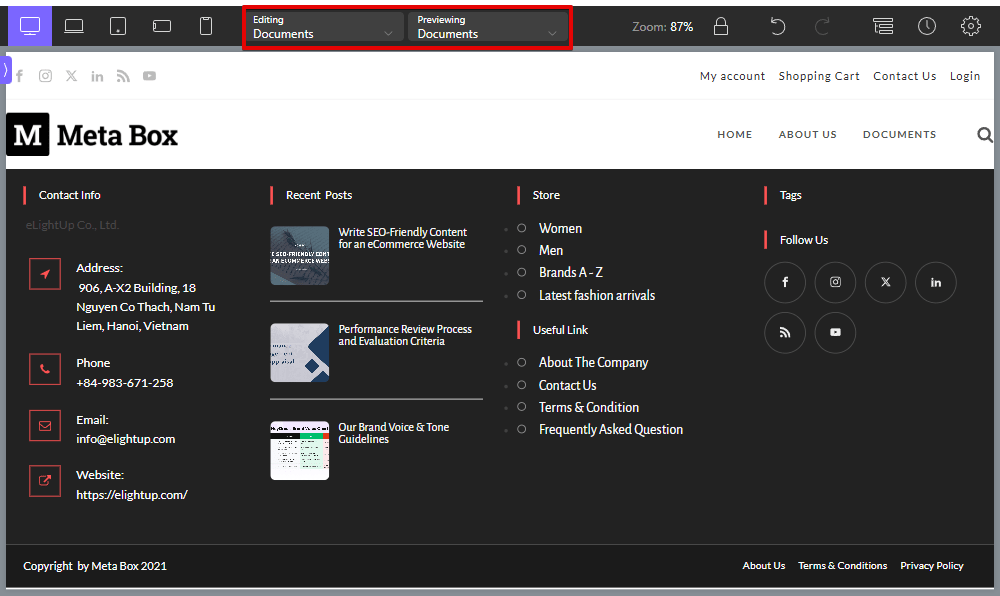 Editing
Documents
Previewing
Documents
Zoom: 87%
My account Shopping Cart Contact Us Login
M Meta Box
HOME ABOUT US DOCUMENTS
Contact Info
eLightUp Co., Ltd.
Address:
906, A-X2 Building, 18
Nguyen Co Thach, Nam Tu
Liem, Hanoi, Vietnam
Phone
+84-983-671-258
Email:
info@elightup.com
Website:
https://elightup.com/
Recent Posts
Write SEO-Friendly Content
for an eCommerce Website
Performance Review Process
and Evaluation Criteria
Our Brand Voice & Tone
Guidelines
Store
Women
Men
Brands A - Z
Latest fashion arrivals
Useful Link
About The Company
Contact Us
Terms & Condition
Frequently Asked Question
Tags
Follow Us
Copyright by Meta Box 2021
About Us Terms & Conditions Privacy Policy